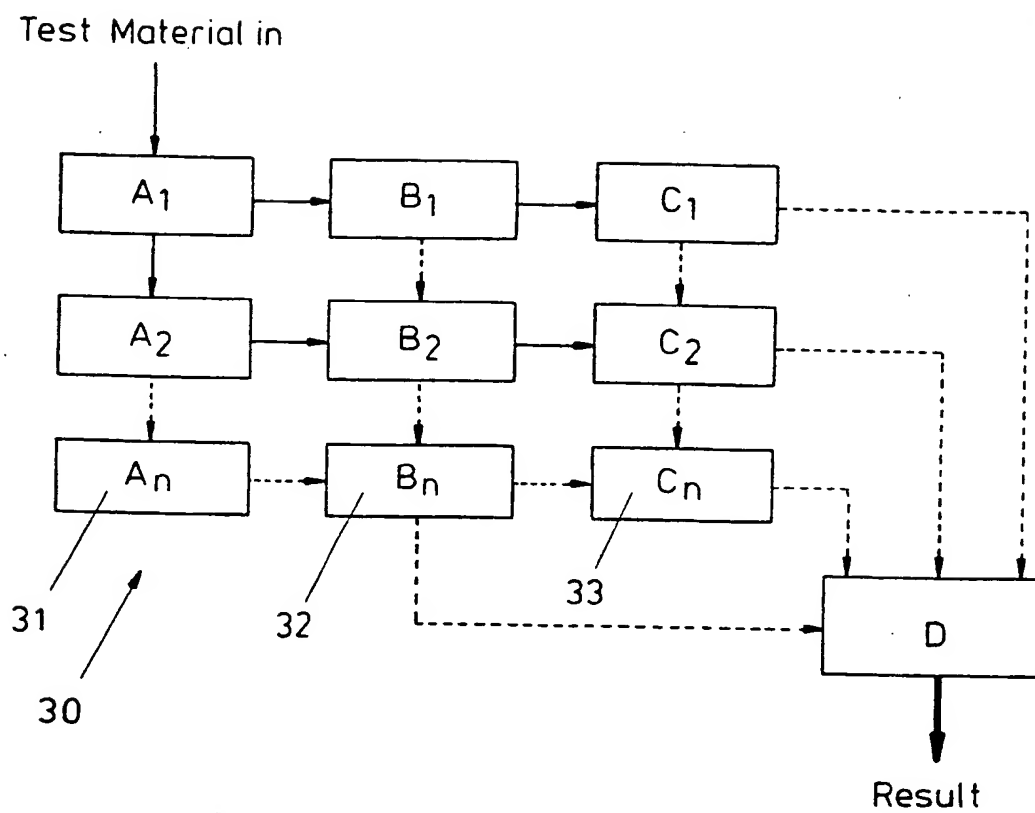 Test Material in
A1
B1
C1
A2
B2
C2
An
Bn
Cn
31
32
33
D
30
Result